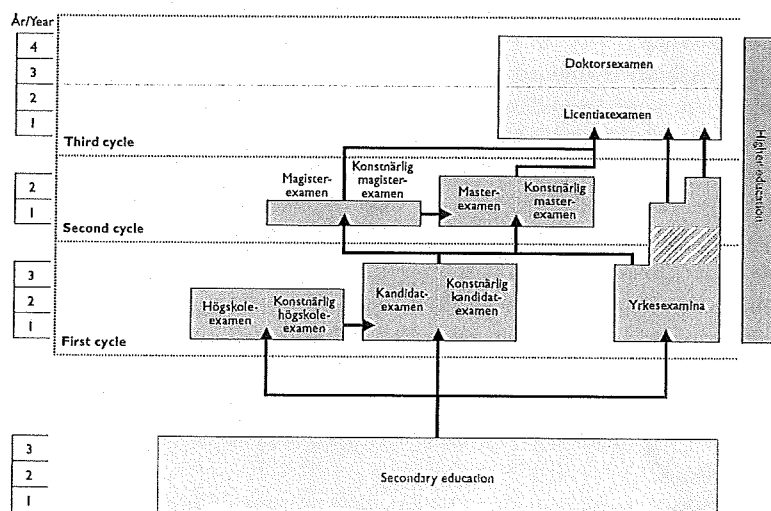 År/Year
4
3
2
1
Doktorsexamen
Licentiatexamen
Third cycle
2
1
Magister-
examen
Konstnärlig
magister-
examen
Master-
examen
Konstnärlig
master-
examen
Second cycle
3
2
1
Högskole-
examen
Konstnärlig
högskole-
examen
Kandidat-
examen
Konstnärlig
kandidat-
examen
Yrkesexamina
First cycle
Higher education
3
2
1
Secondary education